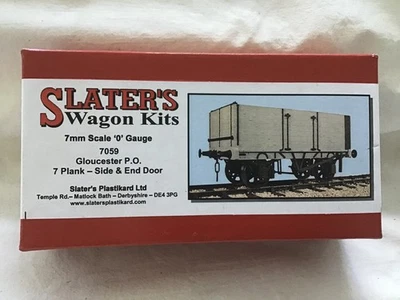 SLATER'S
Wagon Kits
7mm Scale '0' Gauge
7059
Gloucester P.O.
7 Plank – Side & End Door
Slater's Plastikard Ltd
Temple Rd.– Matlock Bath – Derbyshire – DE4 3PG
www.slatersplastikard.com